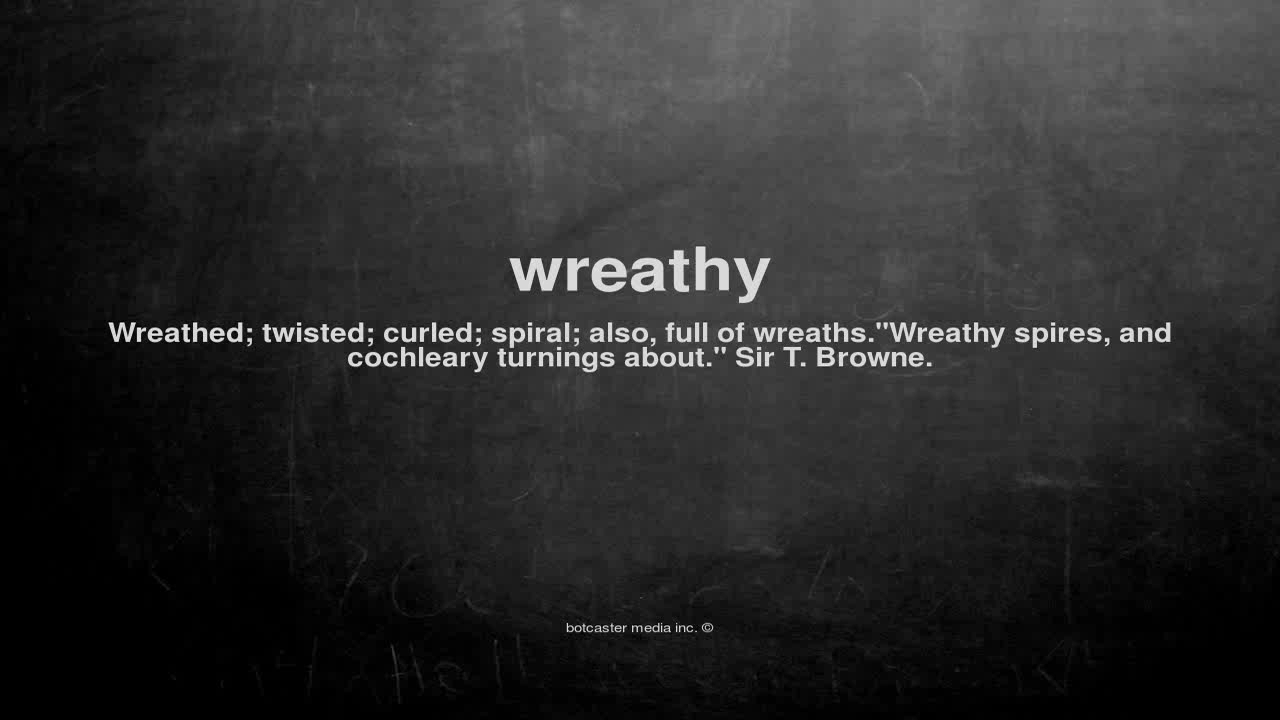 wreathy
Wreathed; twisted; curled; spiral; also, full of wreaths."Wreathy spires, and
cochleary turnings about." Sir T. Browne.
botcaster media inc. ©